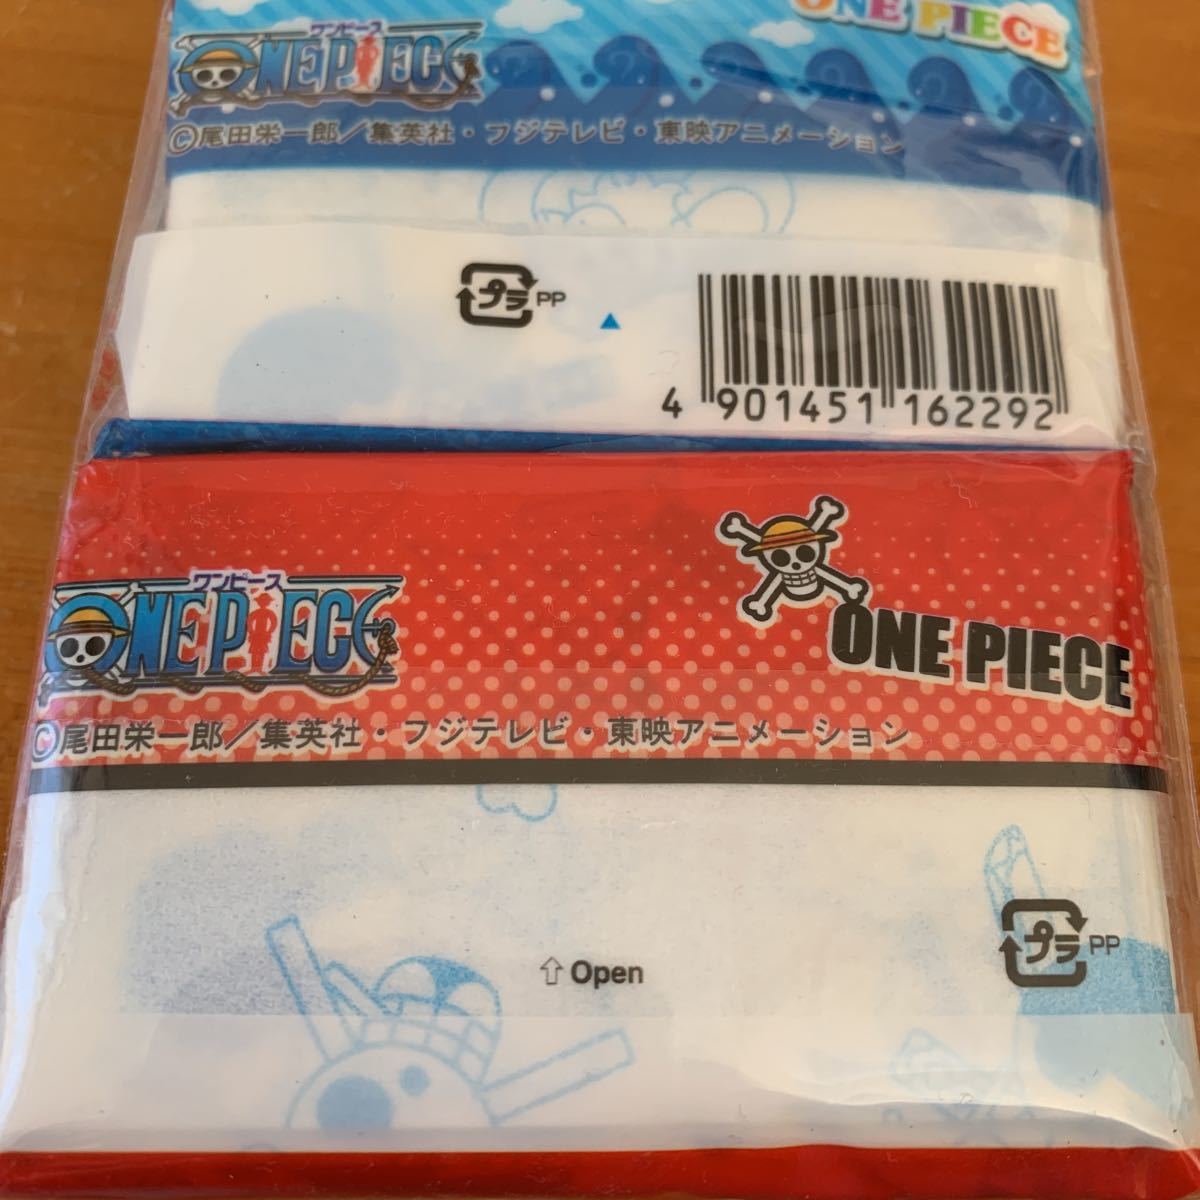 ONE PIECE
ワンピース
ONE PIECE
©尾田栄一郎／集英社・フジテレビ・東映アニメーション
プラ PP
4 901451 162292
ワンピース
ONE PIECE
ONE PIECE
©尾田栄一郎／集英社・フジテレビ・東映アニメーション
⇧ Open
プラ PP